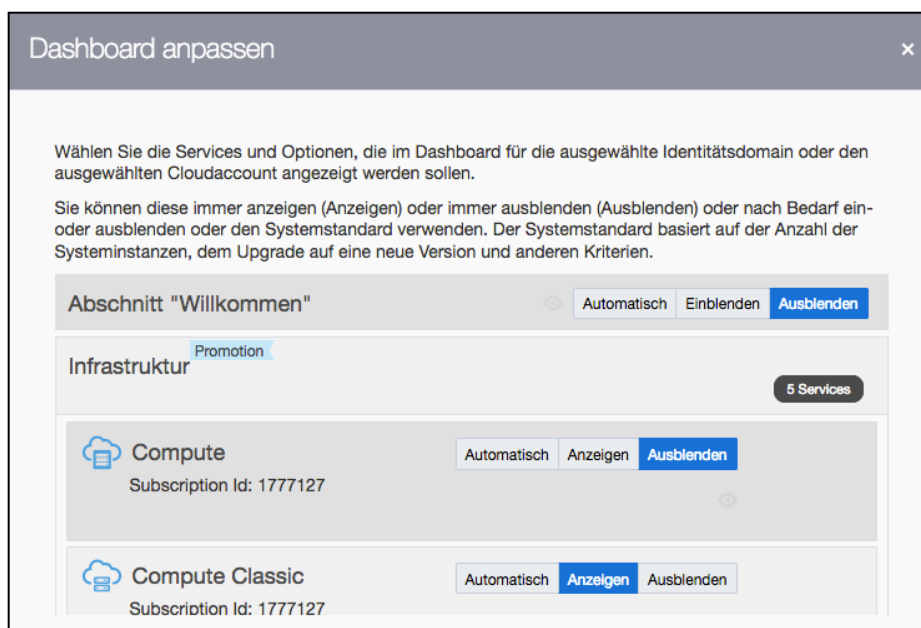 Dashboard anpassen ×
Wählen Sie die Services und Optionen, die im Dashboard für die ausgewählte Identitätsdomain oder den
ausgewählten Cloudaccount angezeigt werden sollen.
Sie können diese immer anzeigen (Anzeigen) oder immer ausblenden (Ausblenden) oder nach Bedarf ein-
oder ausblenden oder den Systemstandard verwenden. Der Systemstandard basiert auf der Anzahl der
Systeminstanzen, dem Upgrade auf eine neue Version und anderen Kriterien.
Abschnitt "Willkommen" Automatisch Einblenden Ausblenden
Promotion
Infrastruktur
5 Services
Compute Automatisch Anzeigen Ausblenden
Subscription Id: 1777127
Compute Classic Automatisch Anzeigen Ausblenden
Subscription Id: 1777127